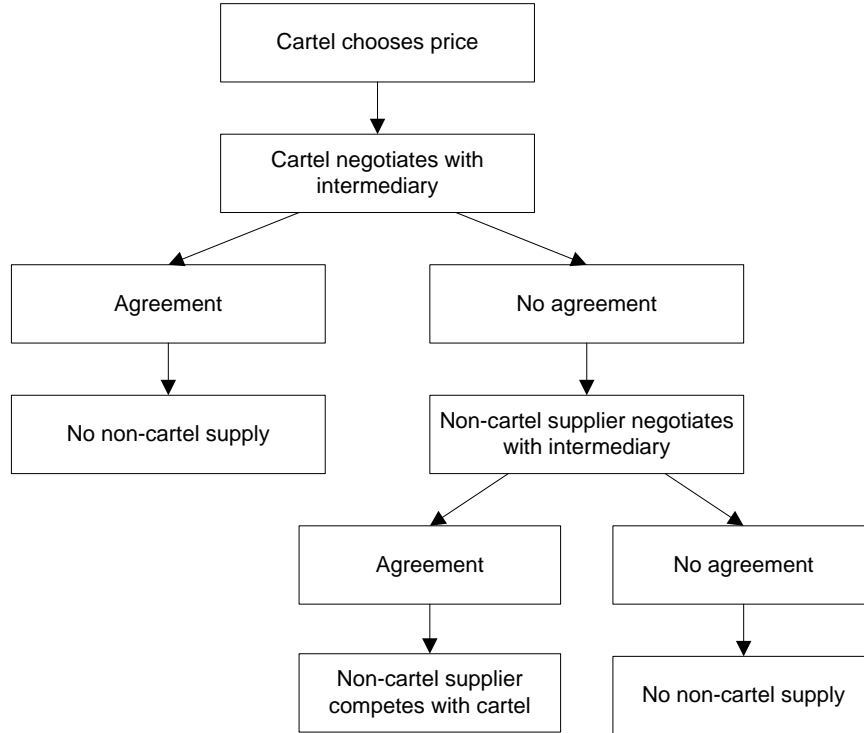 Cartel chooses price
Cartel negotiates with
intermediary
Agreement
No agreement
No non-cartel supply
Non-cartel supplier negotiates
with intermediary
Agreement
No agreement
Non-cartel supplier
competes with cartel
No non-cartel supply